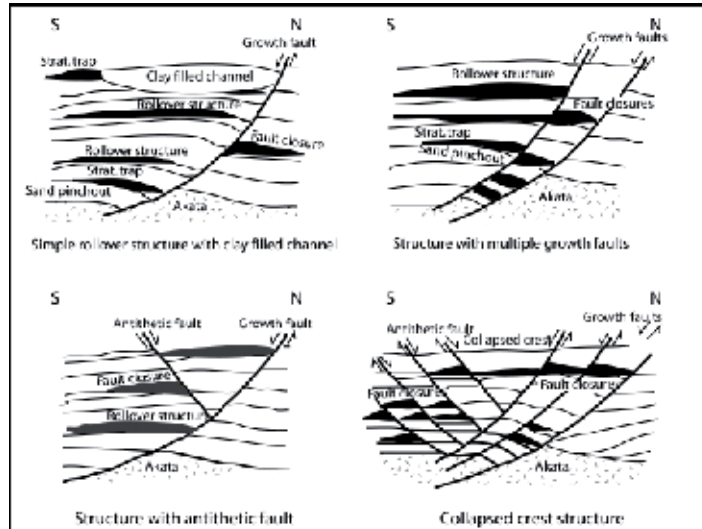 S N
Growth fault
Strat. trap
Clay filled channel
Rollover structure
Fault closure
Rollover structure
Strat. trap
Sand pinchout
Akata
Simple rollover structure with clay filled channel
S N
Growth faults
Rollover structure
Fault closures
Strat. trap
Sand pinchout
Akata
Structure with multiple growth faults
S N
Antithetic fault Growth fault
Fault closure
Rollover structure
Akata
Structure with antithetic fault
S N
Growth faults
Antithetic fault
Collapsed crest
Fault closures
Fault closures
Akata
Collapsed crest structure